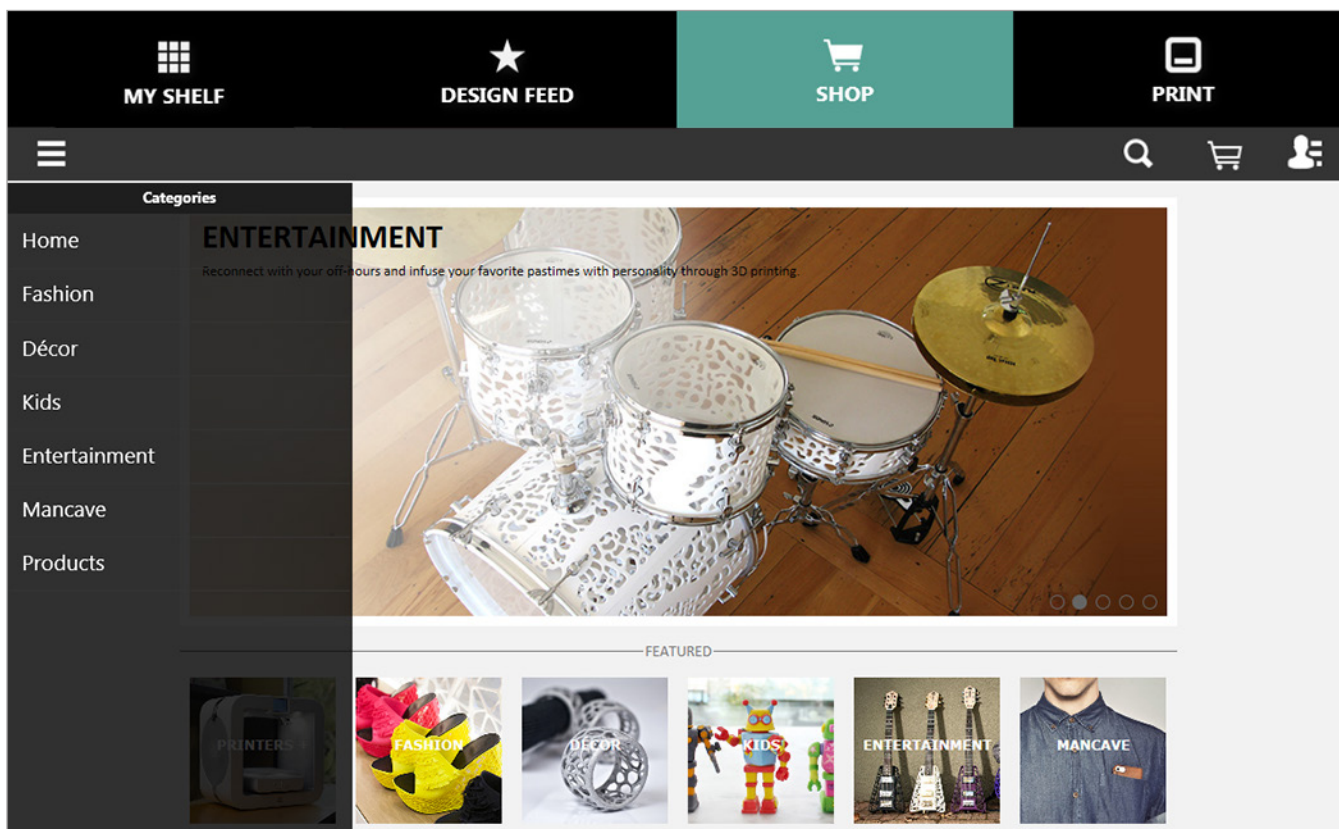 MY SHELF
DESIGN FEED
SHOP
PRINT
Categories
Home
Fashion
Décor
Kids
Entertainment
Mancave
Products
ENTERTAINMENT
Reconnect with your off-hours and infuse your favorite pastimes with personality through 3D printing.
FEATURED
PRINTERS +
FASHION
DÉCOR
KIDS
ENTERTAINMENT
MANCAVE